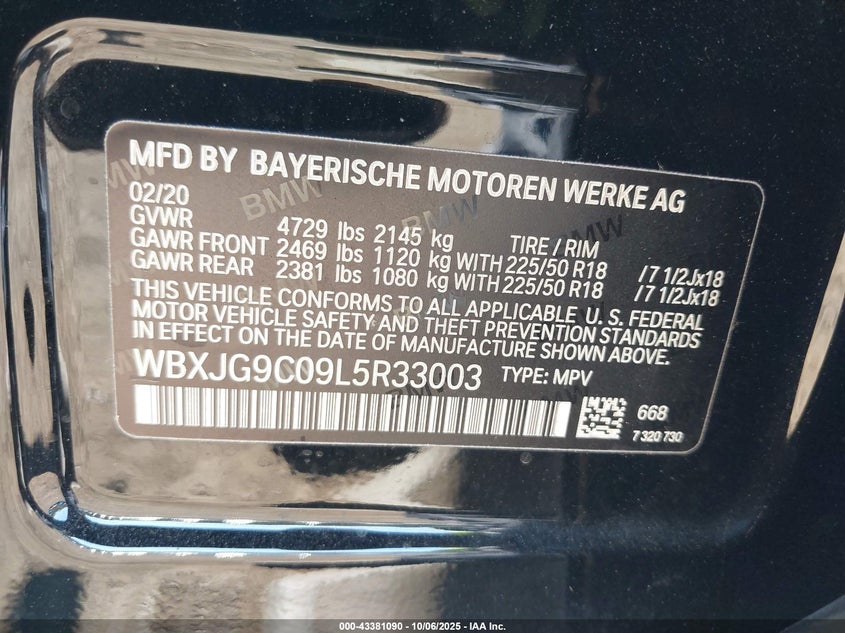 MFD BY BAYERISCHE MOTOREN WERKE AG
02/20
GVWR 4729 lbs 2145 kg TIRE / RIM
GAWR FRONT 2469 lbs 1120 kg WITH 225/50 R18 /7 1/2Jx18
GAWR REAR 2381 lbs 1080 kg WITH 225/50 R18 /7 1/2Jx18
THIS VEHICLE CONFORMS TO ALL APPLICABLE U. S. FEDERAL
MOTOR VEHICLE SAFETY AND THEFT PREVENTION STANDARDS
IN EFFECT ON THE DATE OF MANUFACTURE SHOWN ABOVE.
WBXJG9C09L5R33003 TYPE: MPV
668
7 320 730
000-43381090 - 10/06/2025 - IAA Inc.